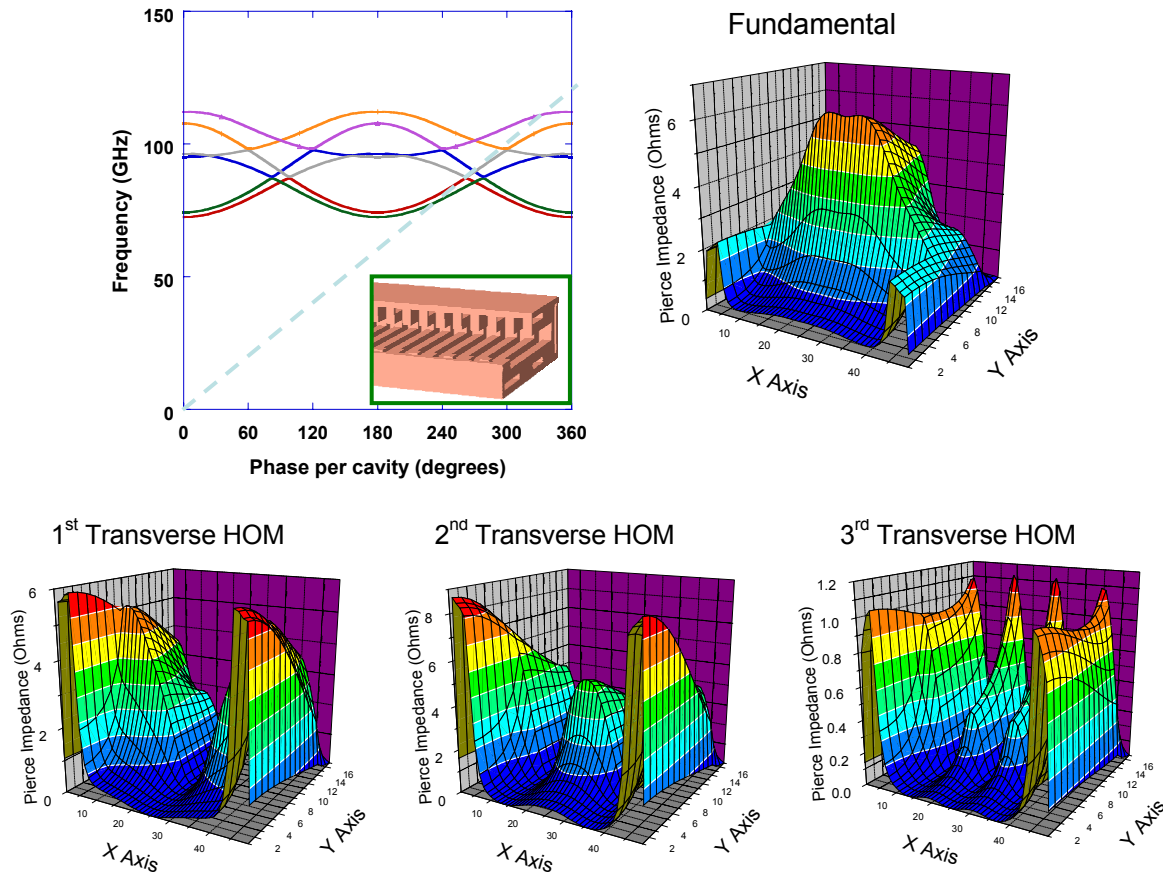 150
100
50
0
Frequency (GHz)
0 60 120 180 240 300 360
Phase per cavity (degrees)
Fundamental
Pierce Impedance (Ohms)
6
4
2
0
10 20 30 40
X Axis
2 4 6 8 10 12 14 16
Y Axis
1st Transverse HOM
Pierce Impedance (Ohms)
6
4
2
0
10 20 30 40
X Axis
2 4 6 8 10 12 14 16
Y Axis
2nd Transverse HOM
Pierce Impedance (Ohms)
8
6
4
2
0
10 20 30 40
X Axis
2 4 6 8 10 12 14 16
Y Axis
3rd Transverse HOM
Pierce Impedance (Ohms)
1.2
1.0
0.8
0.6
0.4
0.2
0.0
10 20 30 40
X Axis
2 4 6 8 10 12 14 16
Y Axis